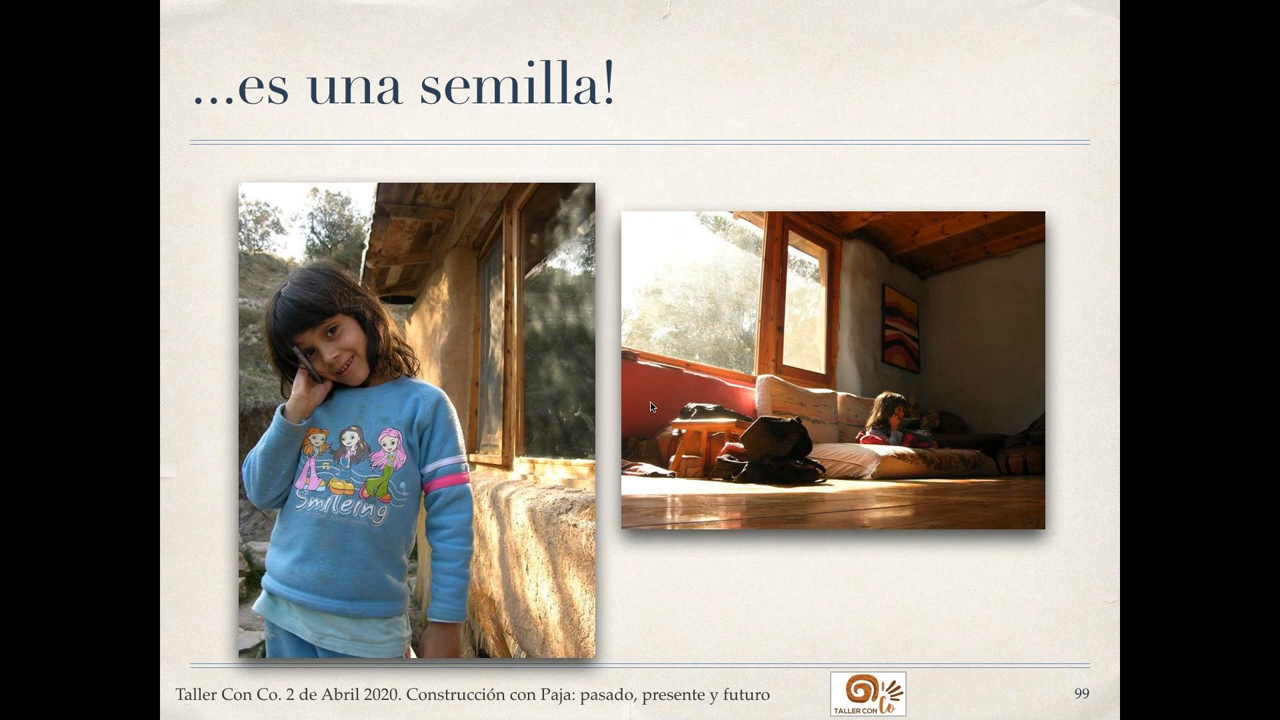 ...es una semilla!
Smileing
Taller Con Co. 2 de Abril 2020. Construcción con Paja: pasado, presente y futuro
TALLER CON Co
99